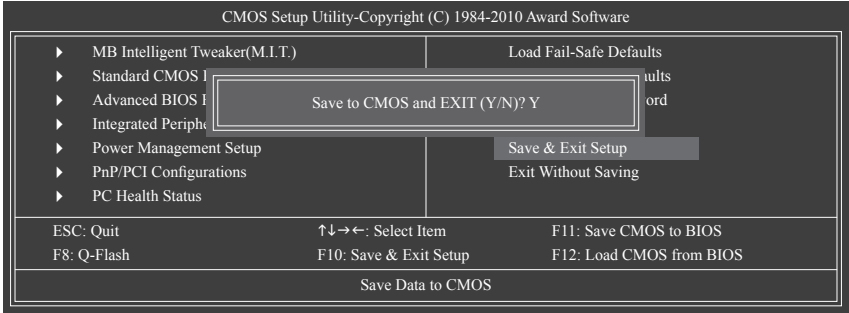 CMOS Setup Utility-Copyright (C) 1984-2010 Award Software
MB Intelligent Tweaker(M.I.T.)
Load Fail-Safe Defaults
Standard CMOS
Advanced BIOS
Integrated
Save to CMOS and EXIT (Y/N)? Y
Power Management Setup
Save & Exit Setup
PnP/PCI Configurations
Exit Without Saving
PC Health Status
ESC: Quit
↑↓→←: Select Item
F11: Save CMOS to BIOS
F8: Q-Flash
F10: Save & Exit Setup
F12: Load CMOS from BIOS
Save Data to CMOS